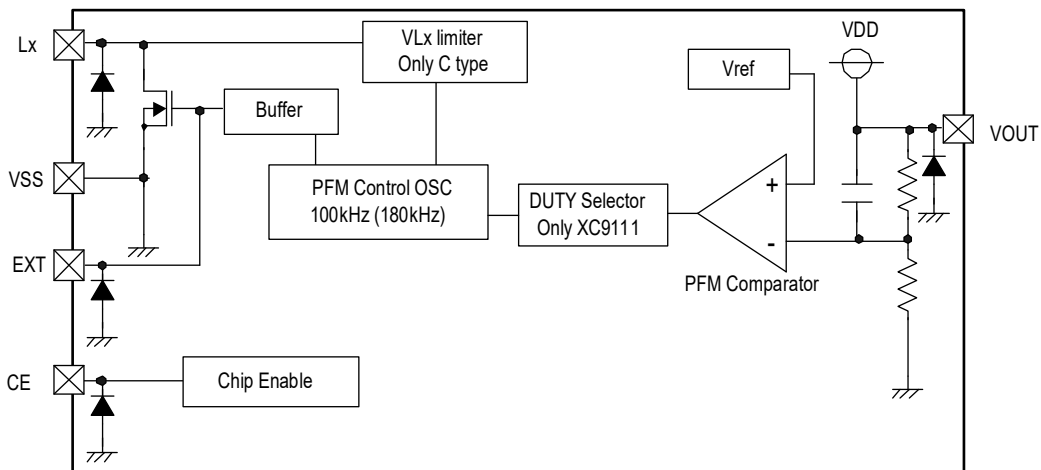 Lx
VLx limiter
Only C type
VDD
Vref
Buffer
VOUT
VSS
PFM Control OSC
100kHz (180kHz)
DUTY Selector
Only XC9111
+
-
PFM Comparator
EXT
CE
Chip Enable